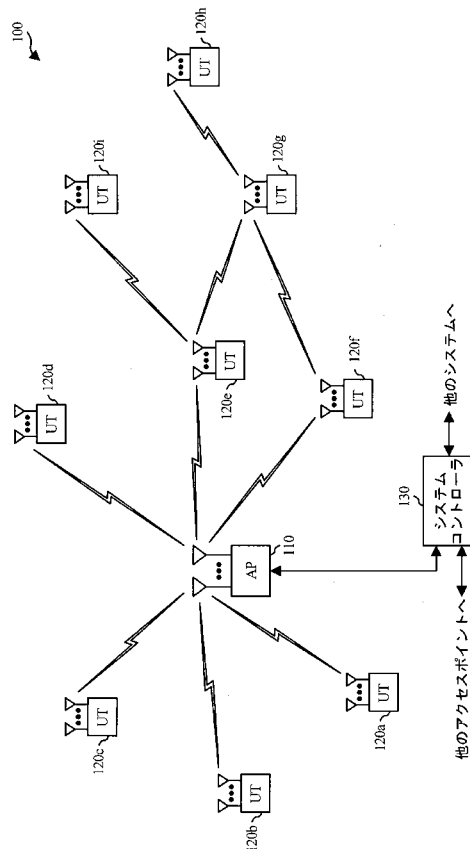 100
UT
120h
UT
120i
UT
120g
UT
120d
UT
120e
UT
120f
AP
110
UT
120c
UT
120b
UT
120a
130
システム
コントローラ
他のシステムへ
他のアクセスポイントへ